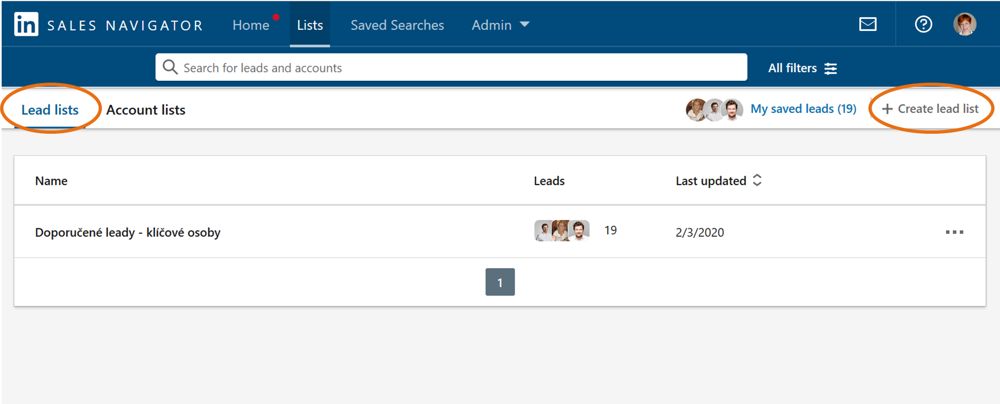 in SALES NAVIGATOR Home Lists Saved Searches Admin
Search for leads and accounts All filters
Lead lists Account lists My saved leads (19) + Create lead list
Name Leads Last updated
Doporučené leady - klíčové osoby 19 2/3/2020
1